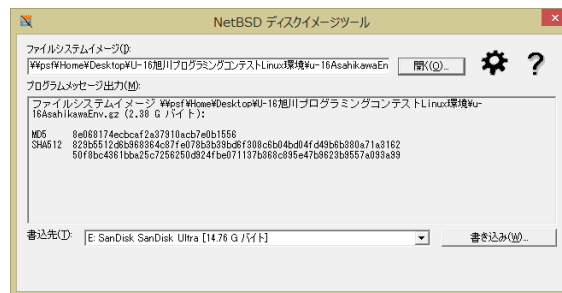 NetBSD ディスクイメージツール
ファイルシステムイメージ(I):
¥¥psf¥Home¥Desktop¥U-16旭川プログラミングコンテストLinux環境¥u-16AsahikawaEn
開く(O)...
プログラムメッセージ出力(M):
ファイルシステムイメージ ¥¥psf¥Home¥Desktop¥U-16旭川プログラミングコンテストLinux環境¥u-
16AsahikawaEnv.gz (2.38 G バイト):
MD5 8e068174ecbcaf2a37910acb7e0b1556
SHA512 829b5512d6b968364c87fe078b3b39bd6f308c6b04bd04fd49b6b380a71a3162
50f8bc4361bba25c7256250d924fbe071137b368c895e47b9623b9557a093a99
書込先(T):
E: SanDisk SanDisk Ultra [14.76 G バイト]
書き込み(W)...